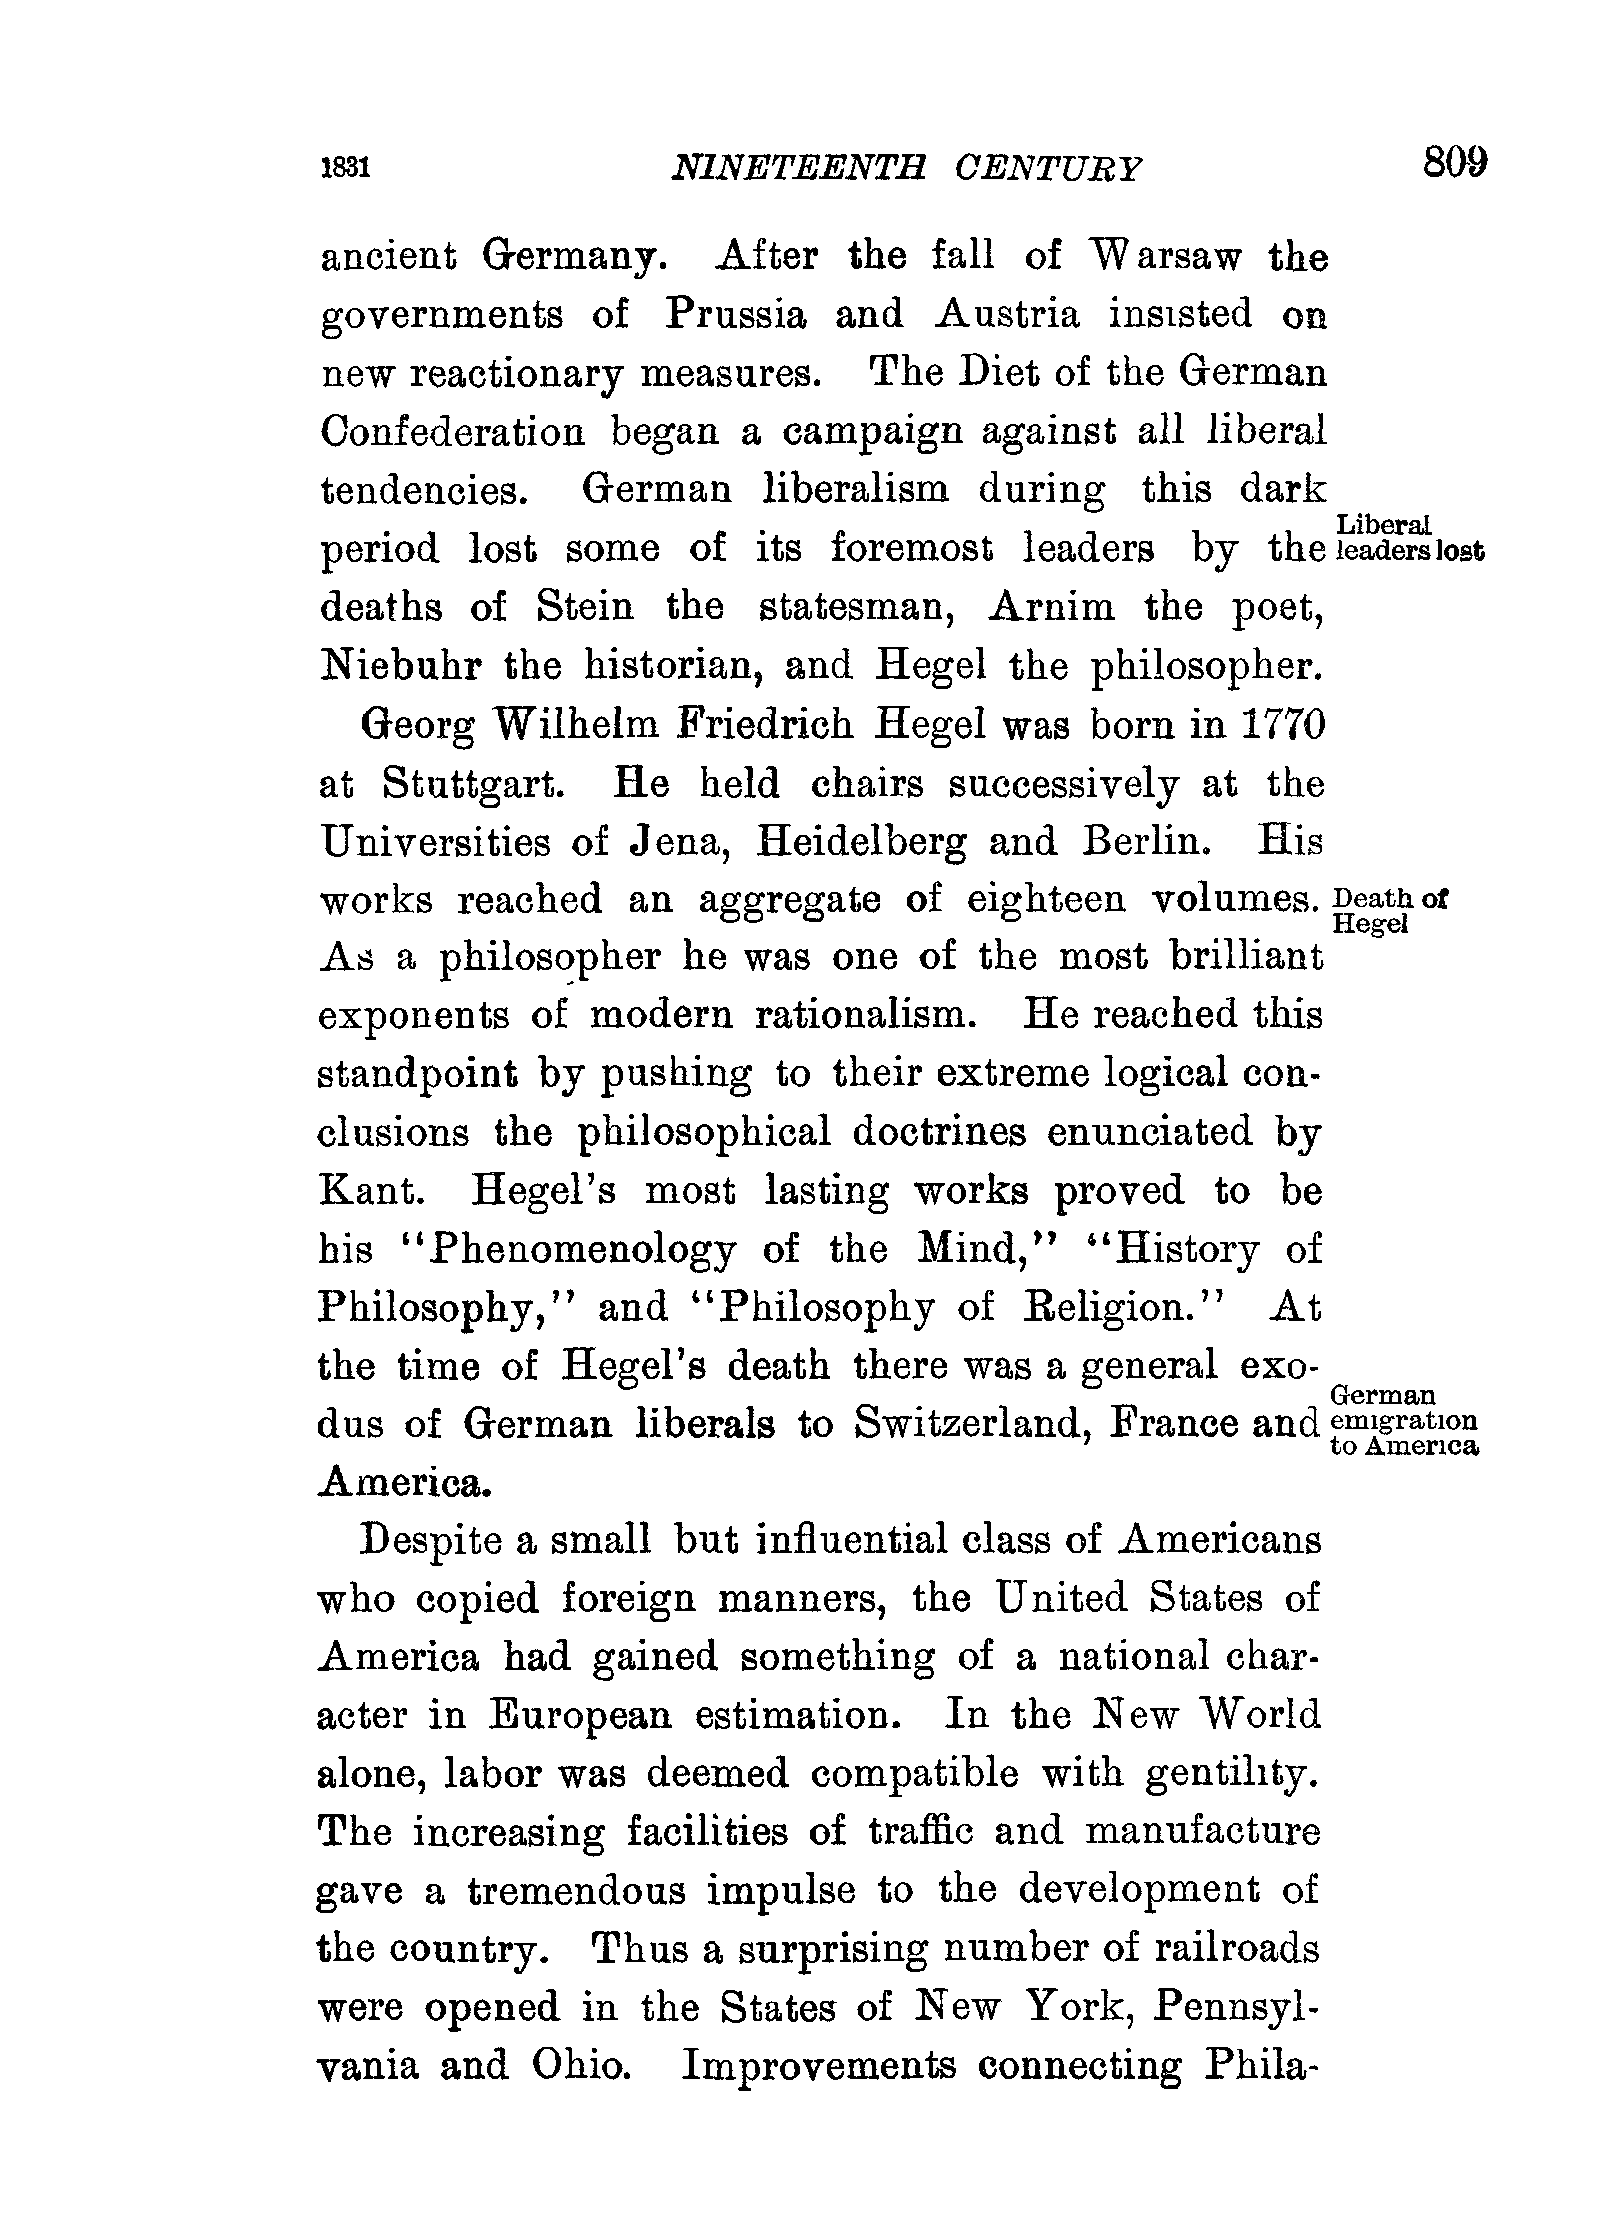 1831 NINETEENTH CENTURY 809
ancient Germany. After the fall of Warsaw the
governments of Prussia and Austria insisted on
new reactionary measures. The Diet of the German
Confederation began a campaign against all liberal
tendencies. German liberalism during this dark
period lost some of its foremost leaders by the
Liberal
leaders lost
deaths of Stein the statesman, Arnim the poet,
Niebuhr the historian, and Hegel the philosopher.
Georg Wilhelm Friedrich Hegel was born in 1770
at Stuttgart. He held chairs successively at the
Universities of Jena, Heidelberg and Berlin. His
works reached an aggregate of eighteen volumes.
Death of
Hegel
As a philosopher he was one of the most brilliant
exponents of modern rationalism. He reached this
standpoint by pushing to their extreme logical con-
clusions the philosophical doctrines enunciated by
Kant. Hegel's most lasting works proved to be
his "Phenomenology of the Mind," "History of
Philosophy," and "Philosophy of Religion." At
the time of Hegel's death there was a general exo-
dus of German liberals to Switzerland, France and
German
emigration
to America
America.
Despite a small but influential class of Americans
who copied foreign manners, the United States of
America had gained something of a national char-
acter in European estimation. In the New World
alone, labor was deemed compatible with gentility.
The increasing facilities of traffic and manufacture
gave a tremendous impulse to the development of
the country. Thus a surprising number of railroads
were opened in the States of New York, Pennsyl-
vania and Ohio. Improvements connecting Phila-